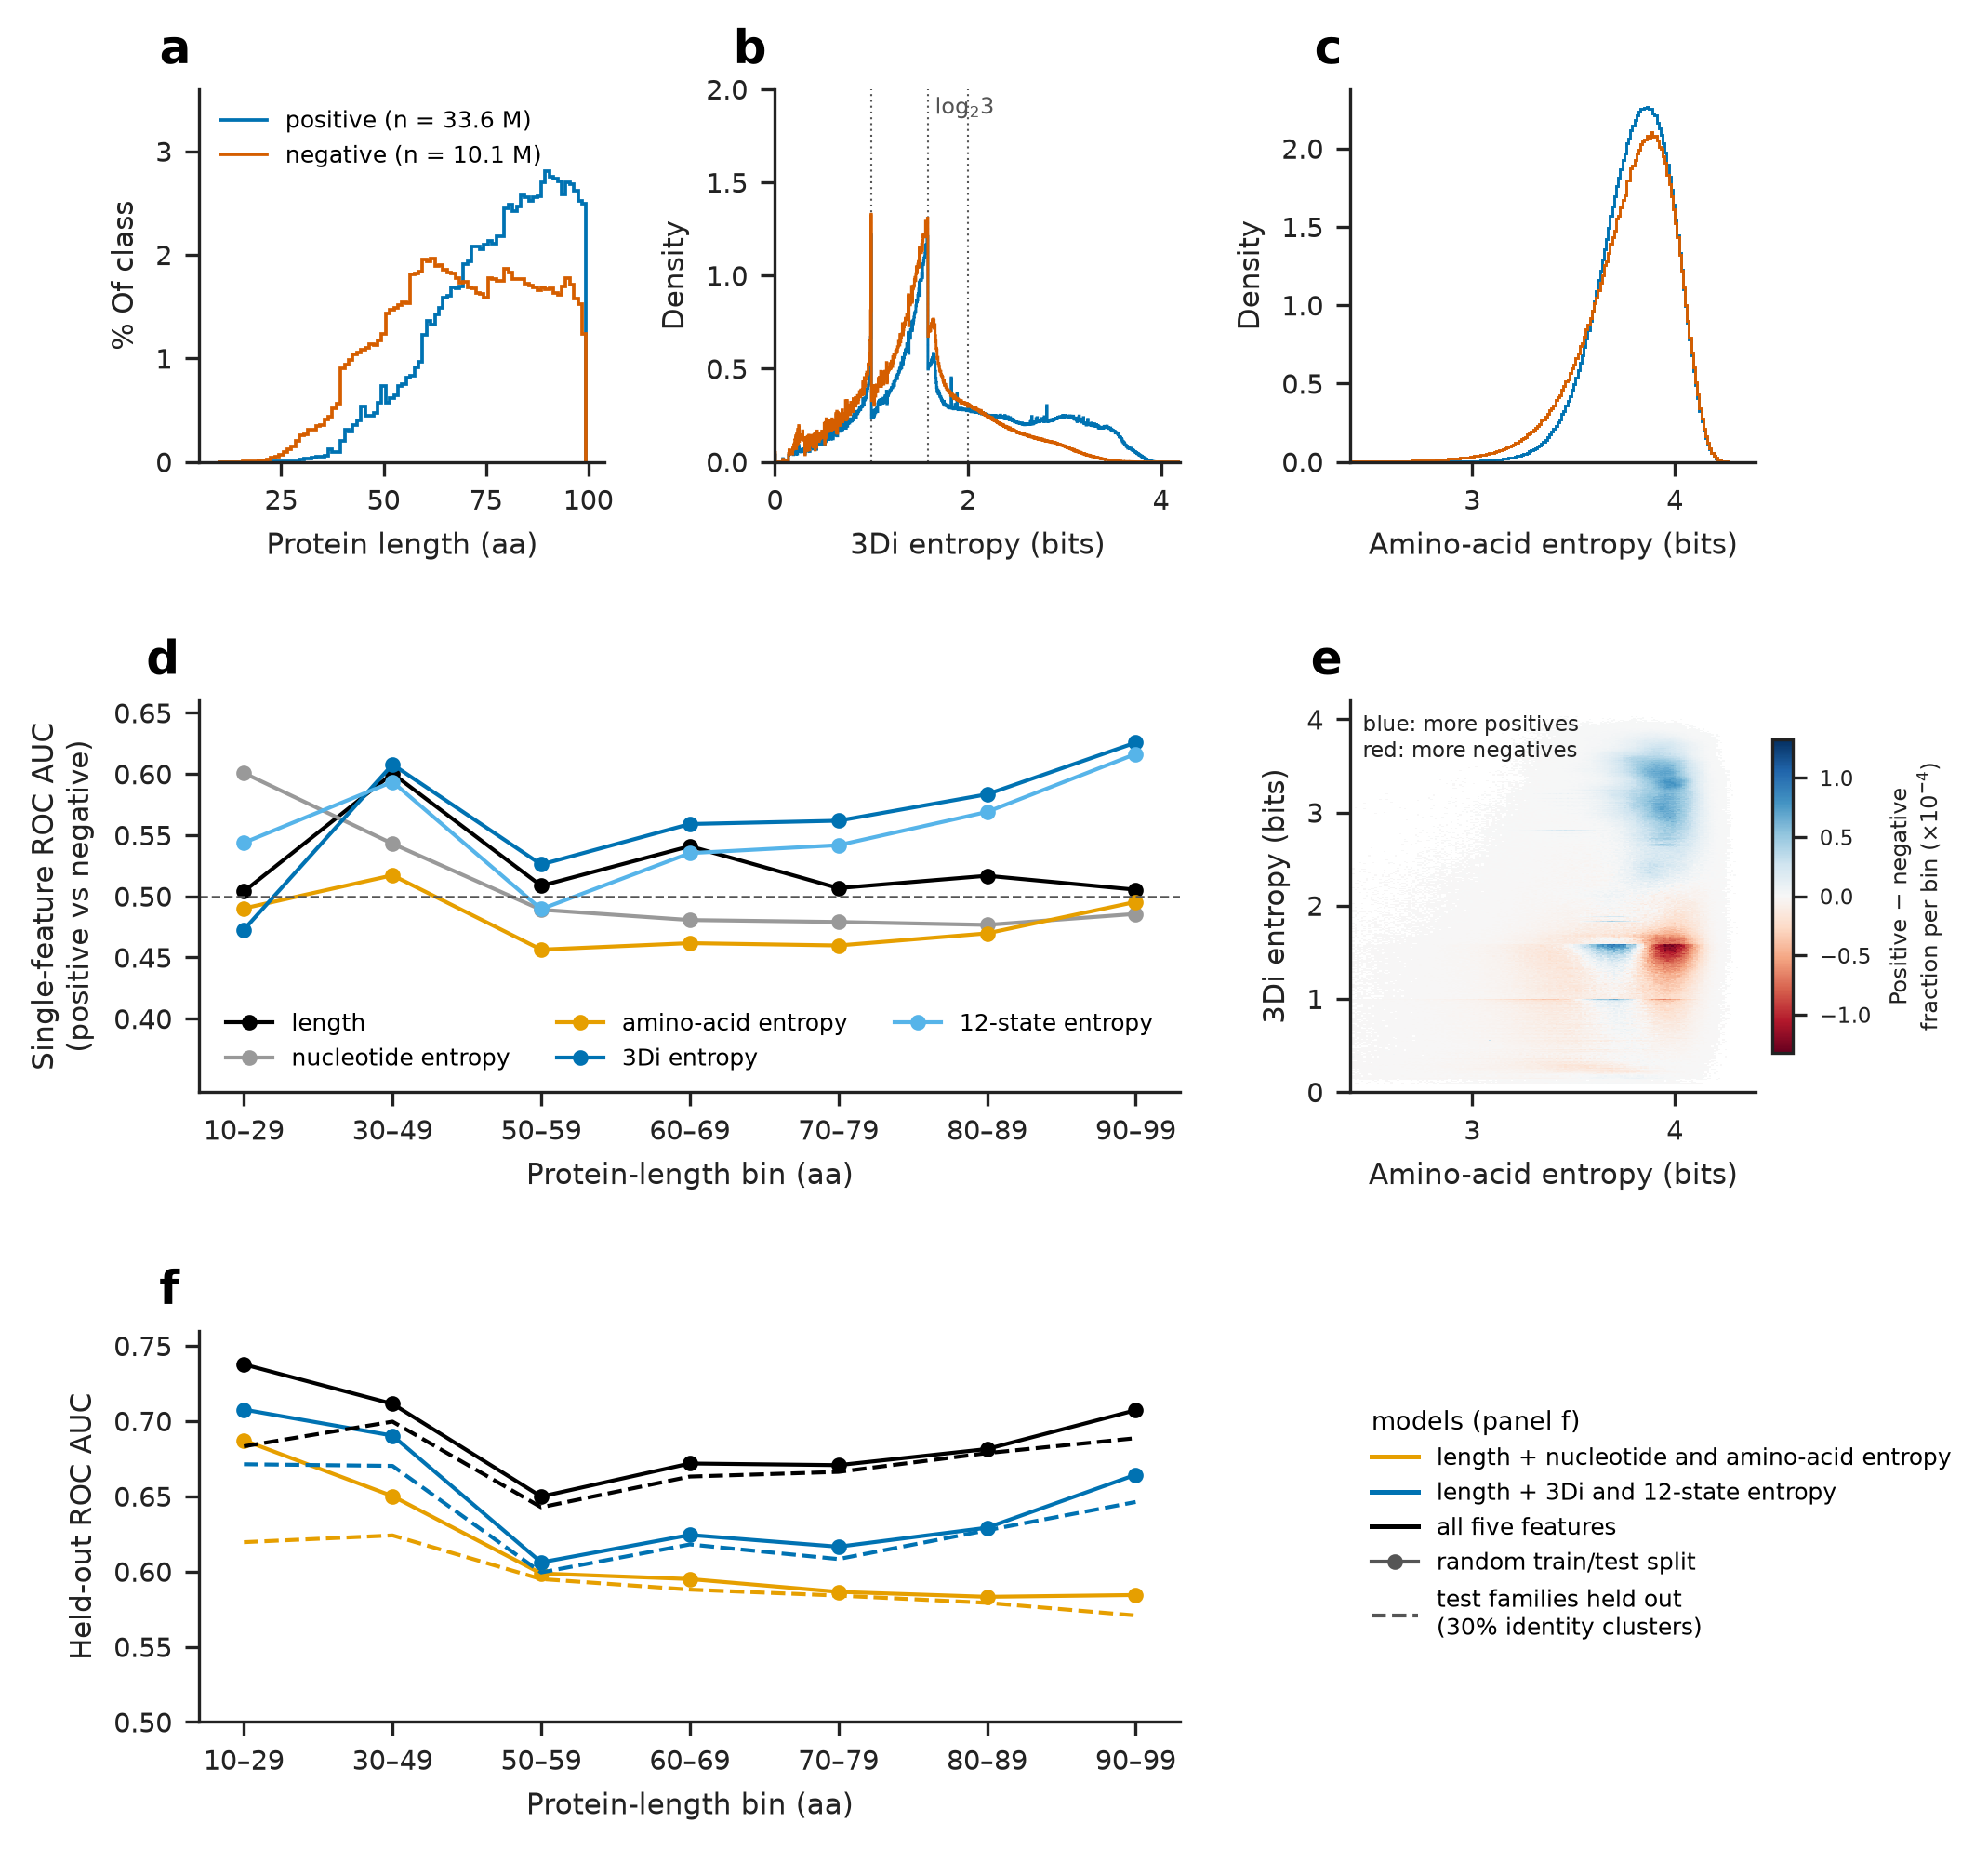 a
% Of class
positive (n = 33.6 M)
negative (n = 10.1 M)
3
2
1
0
25 50 75 100
Protein length (aa)
b
Density
log₂3
2.0
1.5
1.0
0.5
0.0
0 2 4
3Di entropy (bits)
c
Density
2.0
1.5
1.0
0.5
0.0
3 4
Amino-acid entropy (bits)
d
Single-feature ROC AUC
(positive vs negative)
0.65
0.60
0.55
0.50
0.45
0.40
length
nucleotide entropy
amino-acid entropy
3Di entropy
12-state entropy
10–29 30–49 50–59 60–69 70–79 80–89 90–99
Protein-length bin (aa)
e
3Di entropy (bits)
blue: more positives
red: more negatives
4
3
2
1
0
3 4
Amino-acid entropy (bits)
1.0
0.5
0.0
−0.5
−1.0
Positive − negative
fraction per bin (×10⁻⁴)
f
Held-out ROC AUC
0.75
0.70
0.65
0.60
0.55
0.50
10–29 30–49 50–59 60–69 70–79 80–89 90–99
Protein-length bin (aa)
models (panel f)
length + nucleotide and amino-acid entropy
length + 3Di and 12-state entropy
all five features
random train/test split
test families held out
(30% identity clusters)